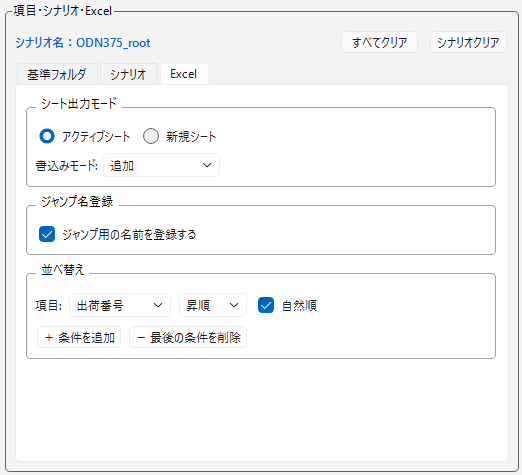 項目・シナリオ・Excel
シナリオ名：ODN375_root
すべてクリア
シナリオクリア
基準フォルダ
シナリオ
Excel
シート出力モード
アクティブシート
新規シート
書込みモード:
追加
ジャンプ名登録
ジャンプ用の名前を登録する
並べ替え
項目:
出荷番号
昇順
自然順
+ 条件を追加
− 最後の条件を削除